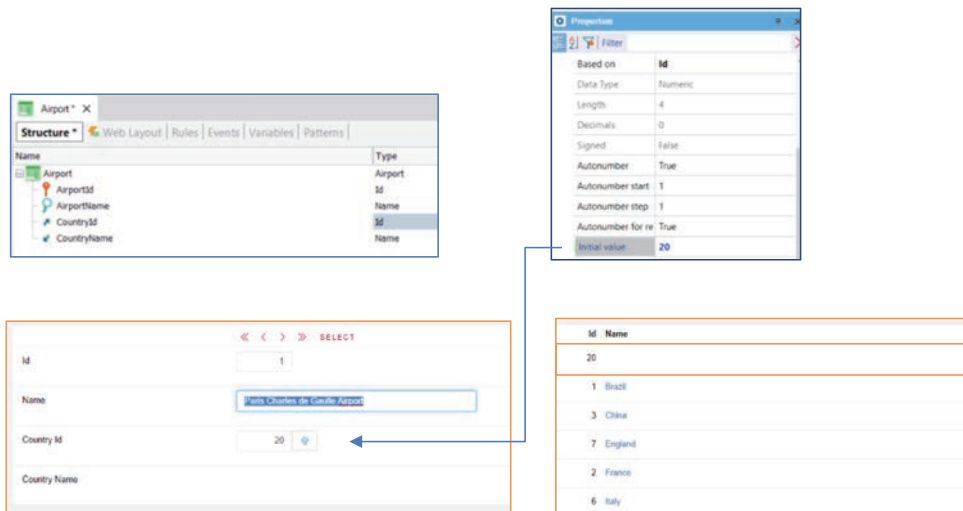 Properties
Filter
Based on Id
Data Type Numeric
Length 4
Decimals 0
Signed False
Autonumber True
Autonumber start 1
Autonumber step 1
Autonumber for re True
Initial value 20
Airport* X
Structure * Web Layout Rules Events Variables Patterns
Name Type
Airport Airport
AirportId Id
AirportName Name
CountryId Id
CountryName Name
SELECT
Id 1
Name Paris Charles de Gaulle Airport
Country Id 20
Country Name
Id Name
20
1 Brazil
3 China
7 England
2 France
6 Italy